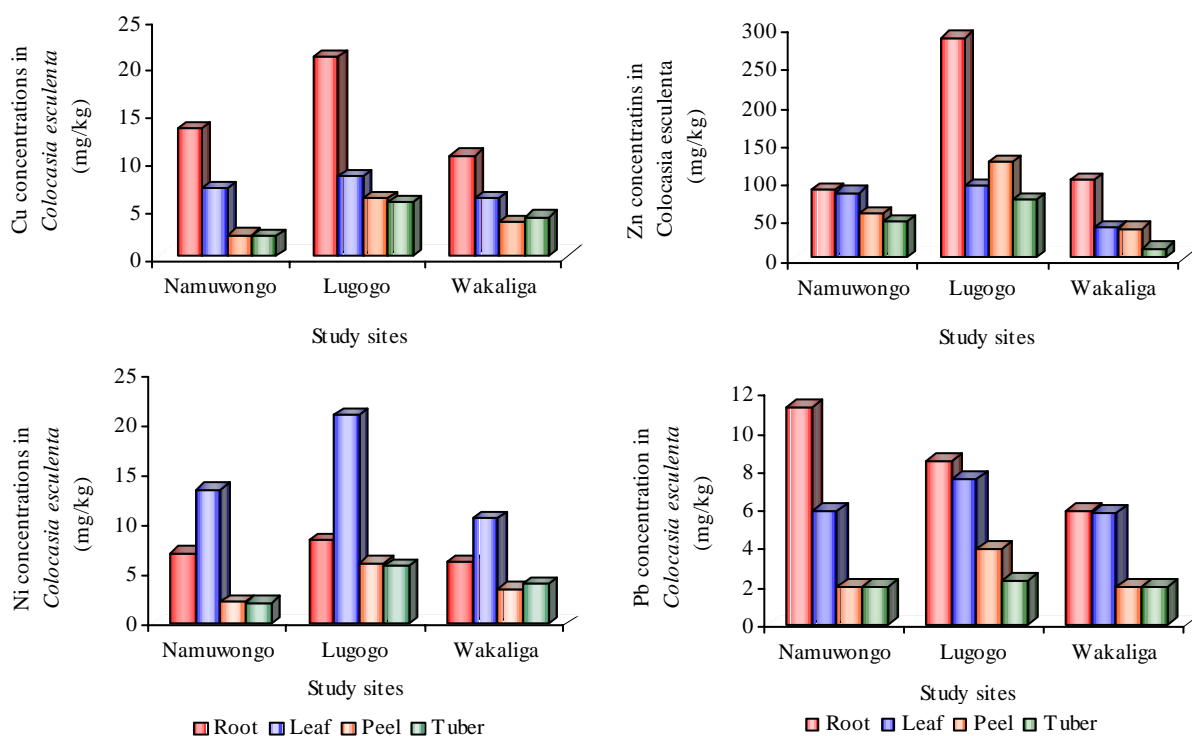 Cu concentrations in
Colocasia esculenta
(mg/kg)
25
20
15
10
5
0
Namuwongo Lugogo Wakaliga
Study sites
Zn concentratins in
Colocasia esculenta
(mg/kg)
300
250
200
150
100
50
0
Namuwongo Lugogo Wakaliga
Study sites
Ni concentrations in
Colocasia esculenta
(mg/kg)
25
20
15
10
5
0
Namuwongo Lugogo Wakaliga
Study sites
Root Leaf Peel Tuber
Pb concentration in
Colocasia esculenta
(mg/kg)
12
10
8
6
4
2
0
Namuwongo Lugogo Wakaliga
Study sites
Root Leaf Peel Tuber